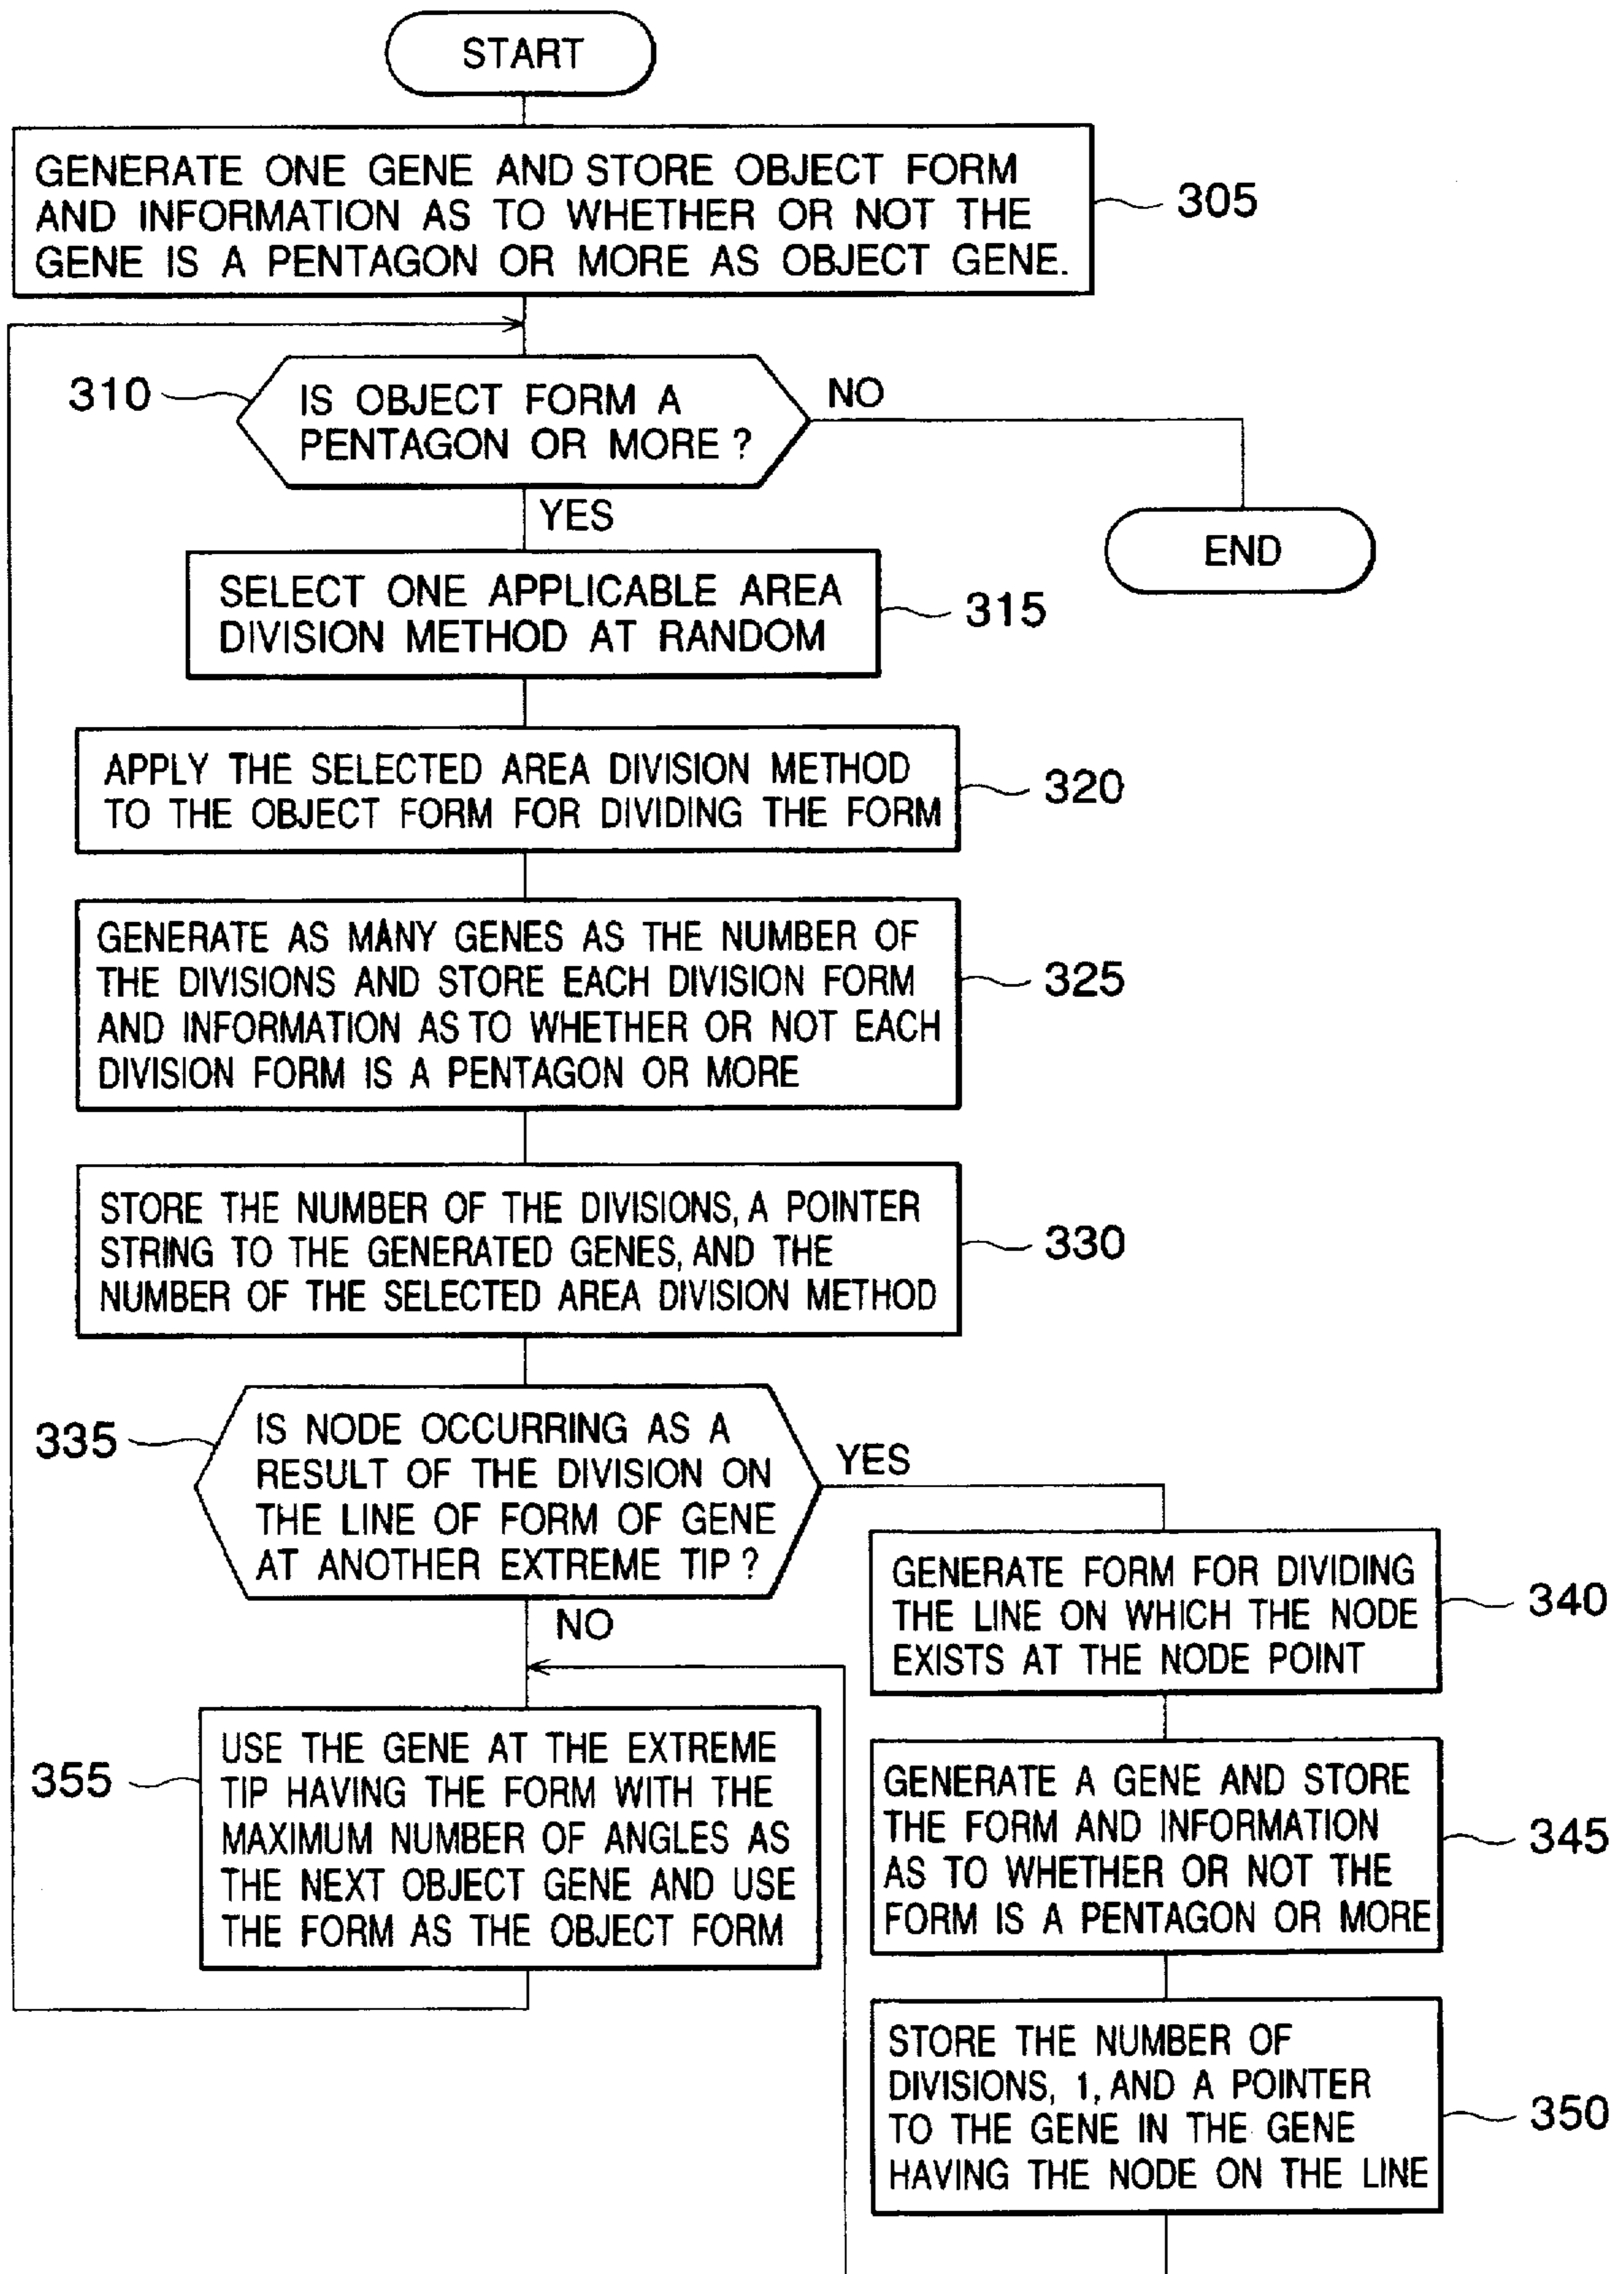 START
GENERATE ONE GENE AND STORE OBJECT FORM
AND INFORMATION AS TO WHETHER OR NOT THE
GENE IS A PENTAGON OR MORE AS OBJECT GENE.
305
310
IS OBJECT FORM A
PENTAGON OR MORE ?
NO
YES
END
SELECT ONE APPLICABLE AREA
DIVISION METHOD AT RANDOM
315
APPLY THE SELECTED AREA DIVISION METHOD
TO THE OBJECT FORM FOR DIVIDING THE FORM
320
GENERATE AS MANY GENES AS THE NUMBER OF
THE DIVISIONS AND STORE EACH DIVISION FORM
AND INFORMATION AS TO WHETHER OR NOT EACH
DIVISION FORM IS A PENTAGON OR MORE
325
STORE THE NUMBER OF THE DIVISIONS, A POINTER
STRING TO THE GENERATED GENES, AND THE
NUMBER OF THE SELECTED AREA DIVISION METHOD
330
335
IS NODE OCCURRING AS A
RESULT OF THE DIVISION ON
THE LINE OF FORM OF GENE
AT ANOTHER EXTREME TIP ?
YES
NO
GENERATE FORM FOR DIVIDING
THE LINE ON WHICH THE NODE
EXISTS AT THE NODE POINT
340
355
USE THE GENE AT THE EXTREME
TIP HAVING THE FORM WITH THE
MAXIMUM NUMBER OF ANGLES AS
THE NEXT OBJECT GENE AND USE
THE FORM AS THE OBJECT FORM
GENERATE A GENE AND STORE
THE FORM AND INFORMATION
AS TO WHETHER OR NOT THE
FORM IS A PENTAGON OR MORE
345
STORE THE NUMBER OF
DIVISIONS, 1, AND A POINTER
TO THE GENE IN THE GENE
HAVING THE NODE ON THE LINE
350